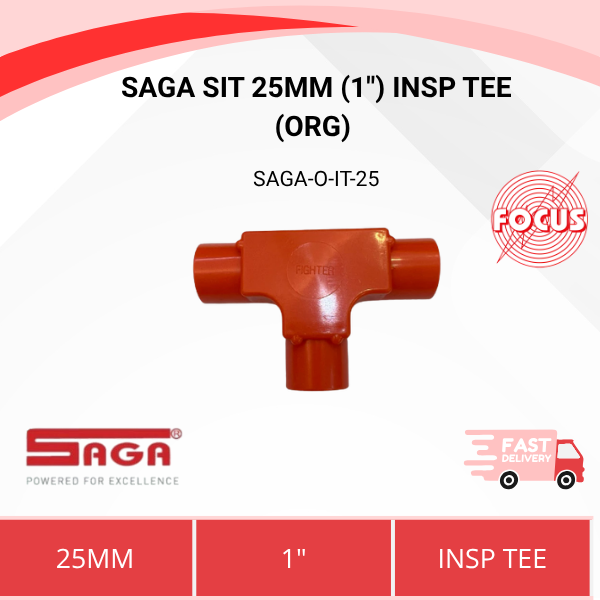 SAGA SIT 25MM (1") INSP TEE
(ORG)
SAGA-O-IT-25
FOCUS
FISHTER
SAGA®
POWERED FOR EXCELLENCE
FAST
DELIVERY
25MM
1"
INSP TEE